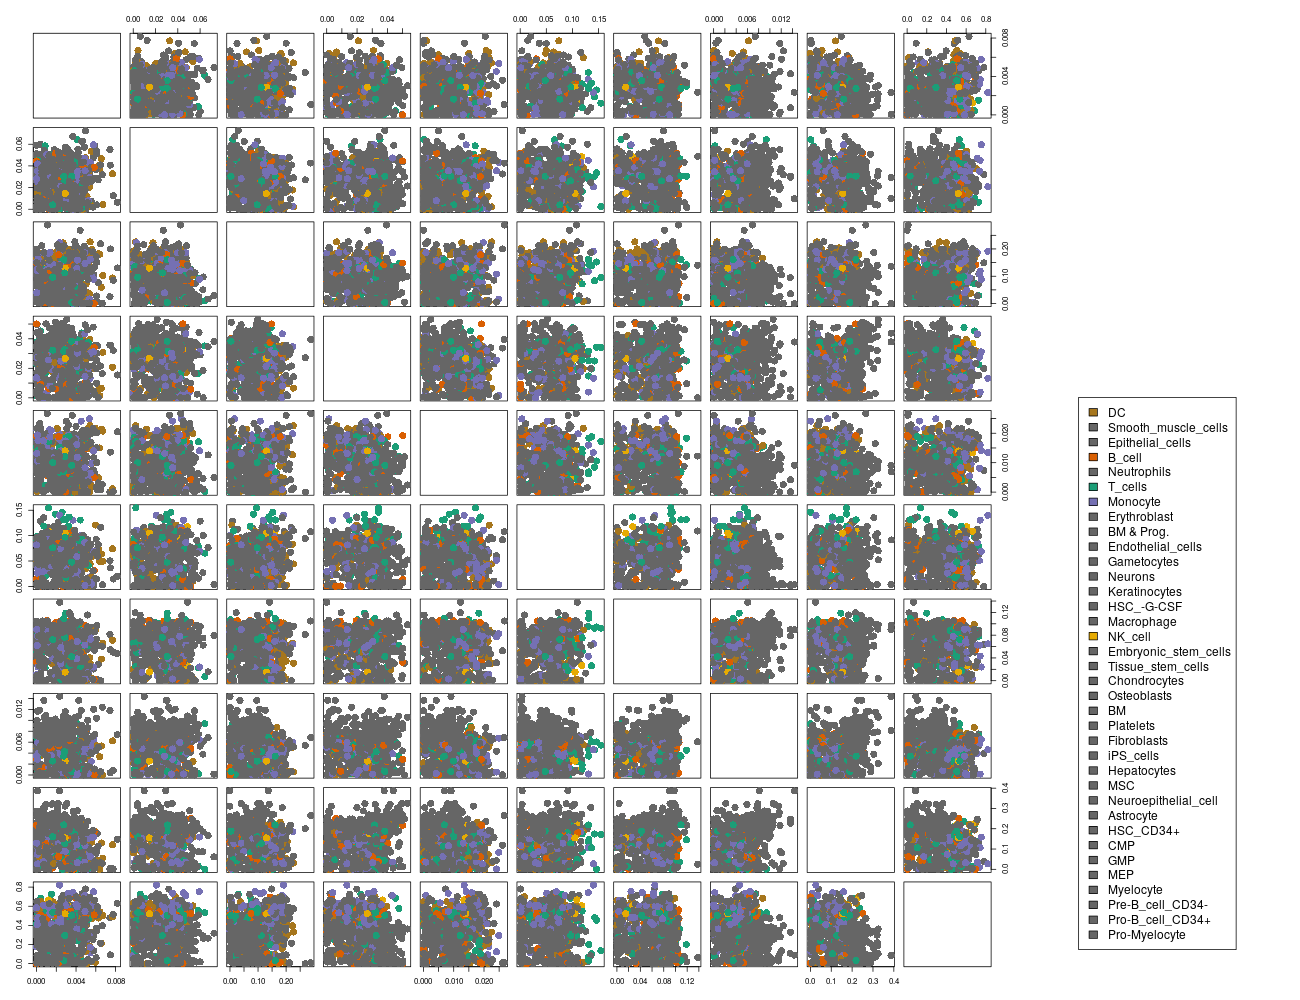 0.00 0.02 0.04 0.06
0.00 0.02 0.04
0.00 0.05 0.10 0.15
0.000 0.006 0.012
0.0 0.2 0.4 0.6 0.8
0.000 0.004 0.008
0.00 0.02 0.04 0.06
0.00 0.10 0.20
0.00 0.02 0.04
0.000 0.010 0.020
0.00 0.05 0.10 0.15
0.00 0.04 0.08 0.12
0.000 0.006 0.012
0.0 0.1 0.2 0.3 0.4
0.0 0.2 0.4 0.6 0.8
0.000 0.004 0.008
0.00 0.10 0.20
0.000 0.010 0.020
0.00 0.04 0.08 0.12
0.0 0.1 0.2 0.3 0.4
DC
Smooth_muscle_cells
Epithelial_cells
B_cell
Neutrophils
T_cells
Monocyte
Erythroblast
BM & Prog.
Endothelial_cells
Gametocytes
Neurons
Keratinocytes
HSC_-G-CSF
Macrophage
NK_cell
Embryonic_stem_cells
Tissue_stem_cells
Chondrocytes
Osteoblasts
BM
Platelets
Fibroblasts
iPS_cells
Hepatocytes
MSC
Neuroepithelial_cell
Astrocyte
HSC_CD34+
CMP
GMP
MEP
Myelocyte
Pre-B_cell_CD34-
Pro-B_cell_CD34+
Pro-Myelocyte